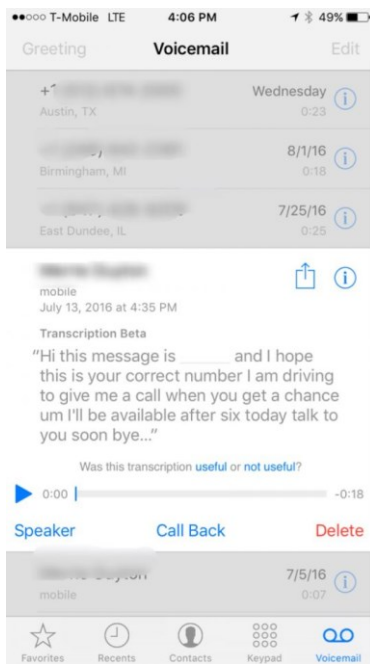 T-Mobile LTE 4:06 PM 49%
Greeting Voicemail Edit
Wednesday
Austin, TX 0:23
8/1/16
Birmingham, MI 0:18
7/25/16
East Dundee, IL 0:25
mobile
July 13, 2016 at 4:35 PM
Transcription Beta
“Hi this message is ______ and I hope
this is your correct number I am driving
to give me a call when you get a chance
um I'll be available after six today talk to
you soon bye...”
Was this transcription useful or not useful?
0:00 -0:18
Speaker Call Back Delete
7/5/16
mobile 0:07
Favorites Recents Contacts Keypad Voicemail